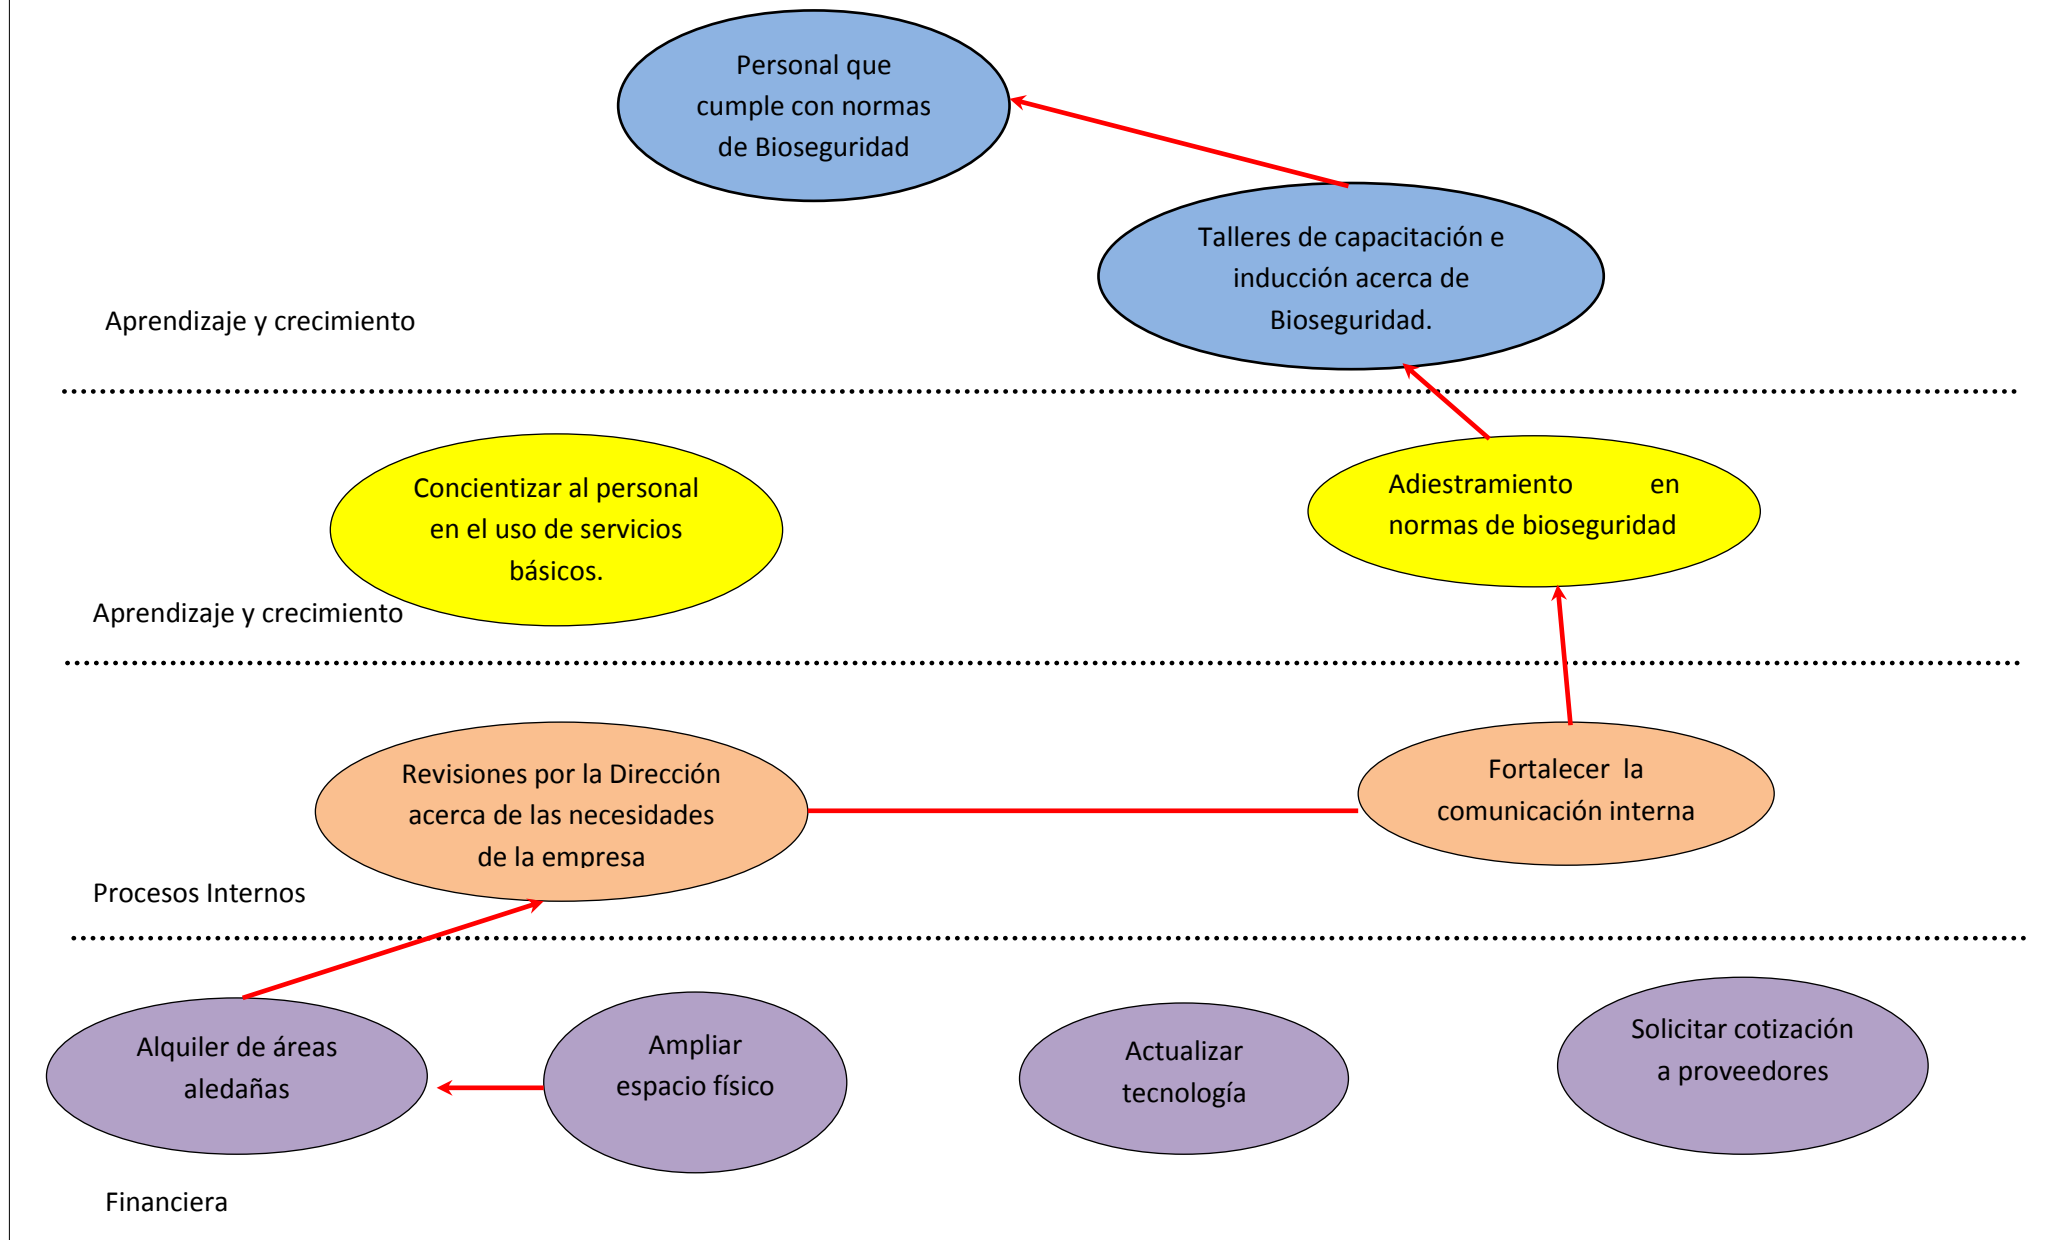 Personal que
cumple con normas
de Bioseguridad
Talleres de capacitación e
inducción acerca de
Bioseguridad.
Aprendizaje y crecimiento
Concientizar al personal
en el uso de servicios
básicos.
Adiestramiento en
normas de bioseguridad
Aprendizaje y crecimiento
Revisiones por la Dirección
acerca de las necesidades
de la empresa
Fortalecer la
comunicación interna
Procesos Internos
Alquiler de áreas
aledañas
Ampliar
espacio físico
Actualizar
tecnología
Solicitar cotización
a proveedores
Financiera